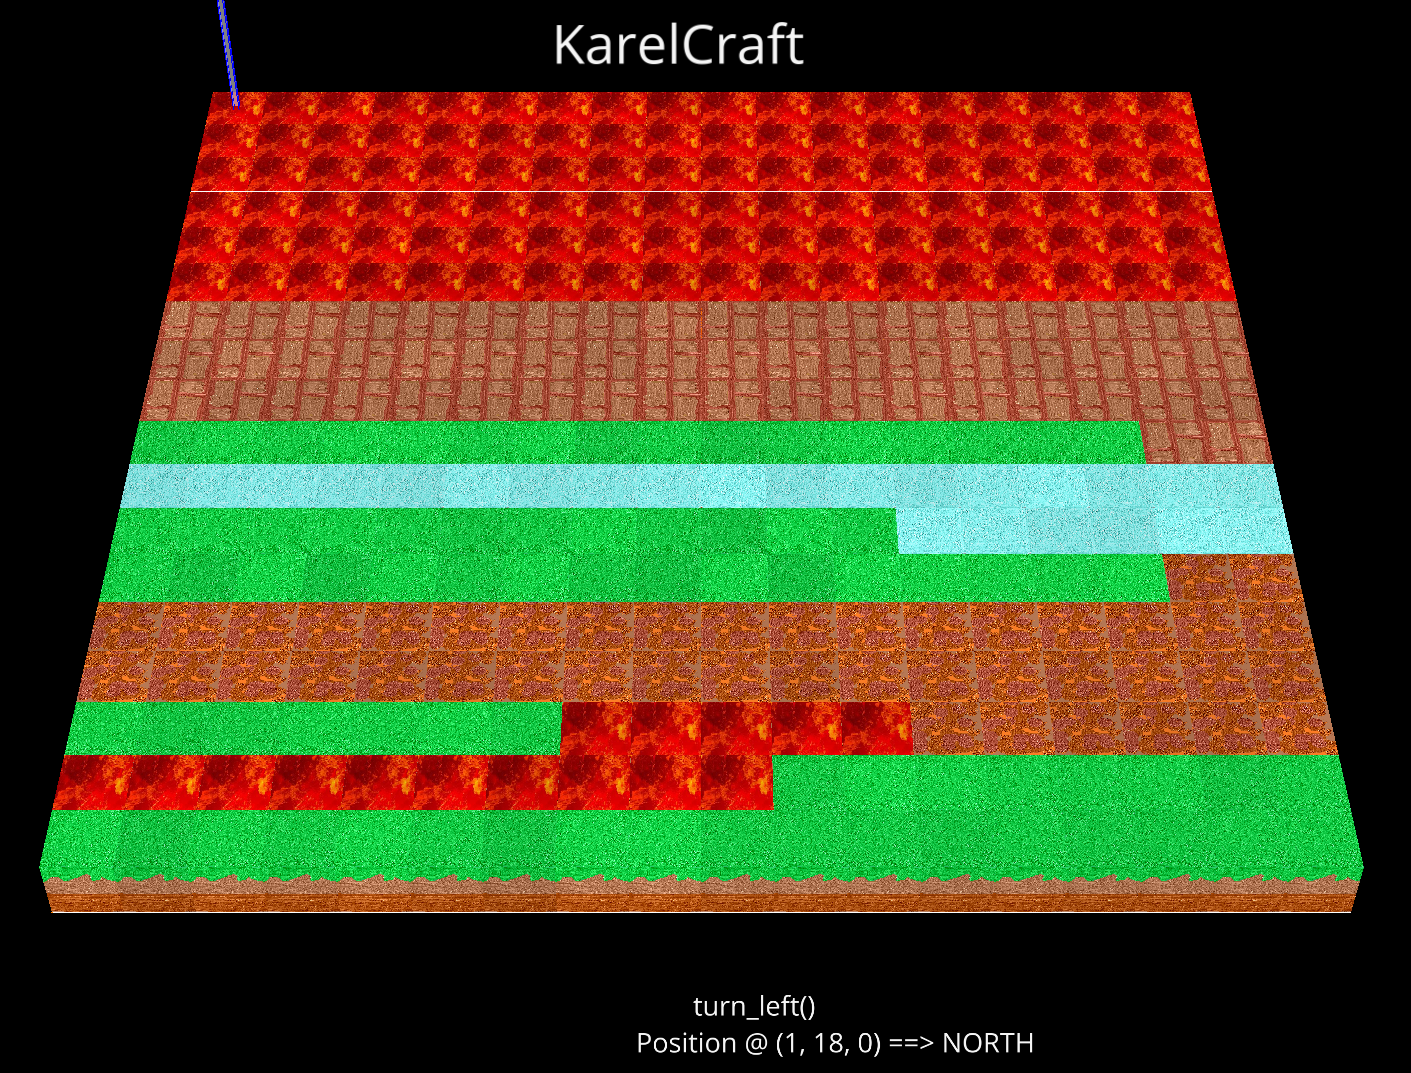 KarelCraft
turn_left()
Position @ (1, 18, 0) ==> NORTH